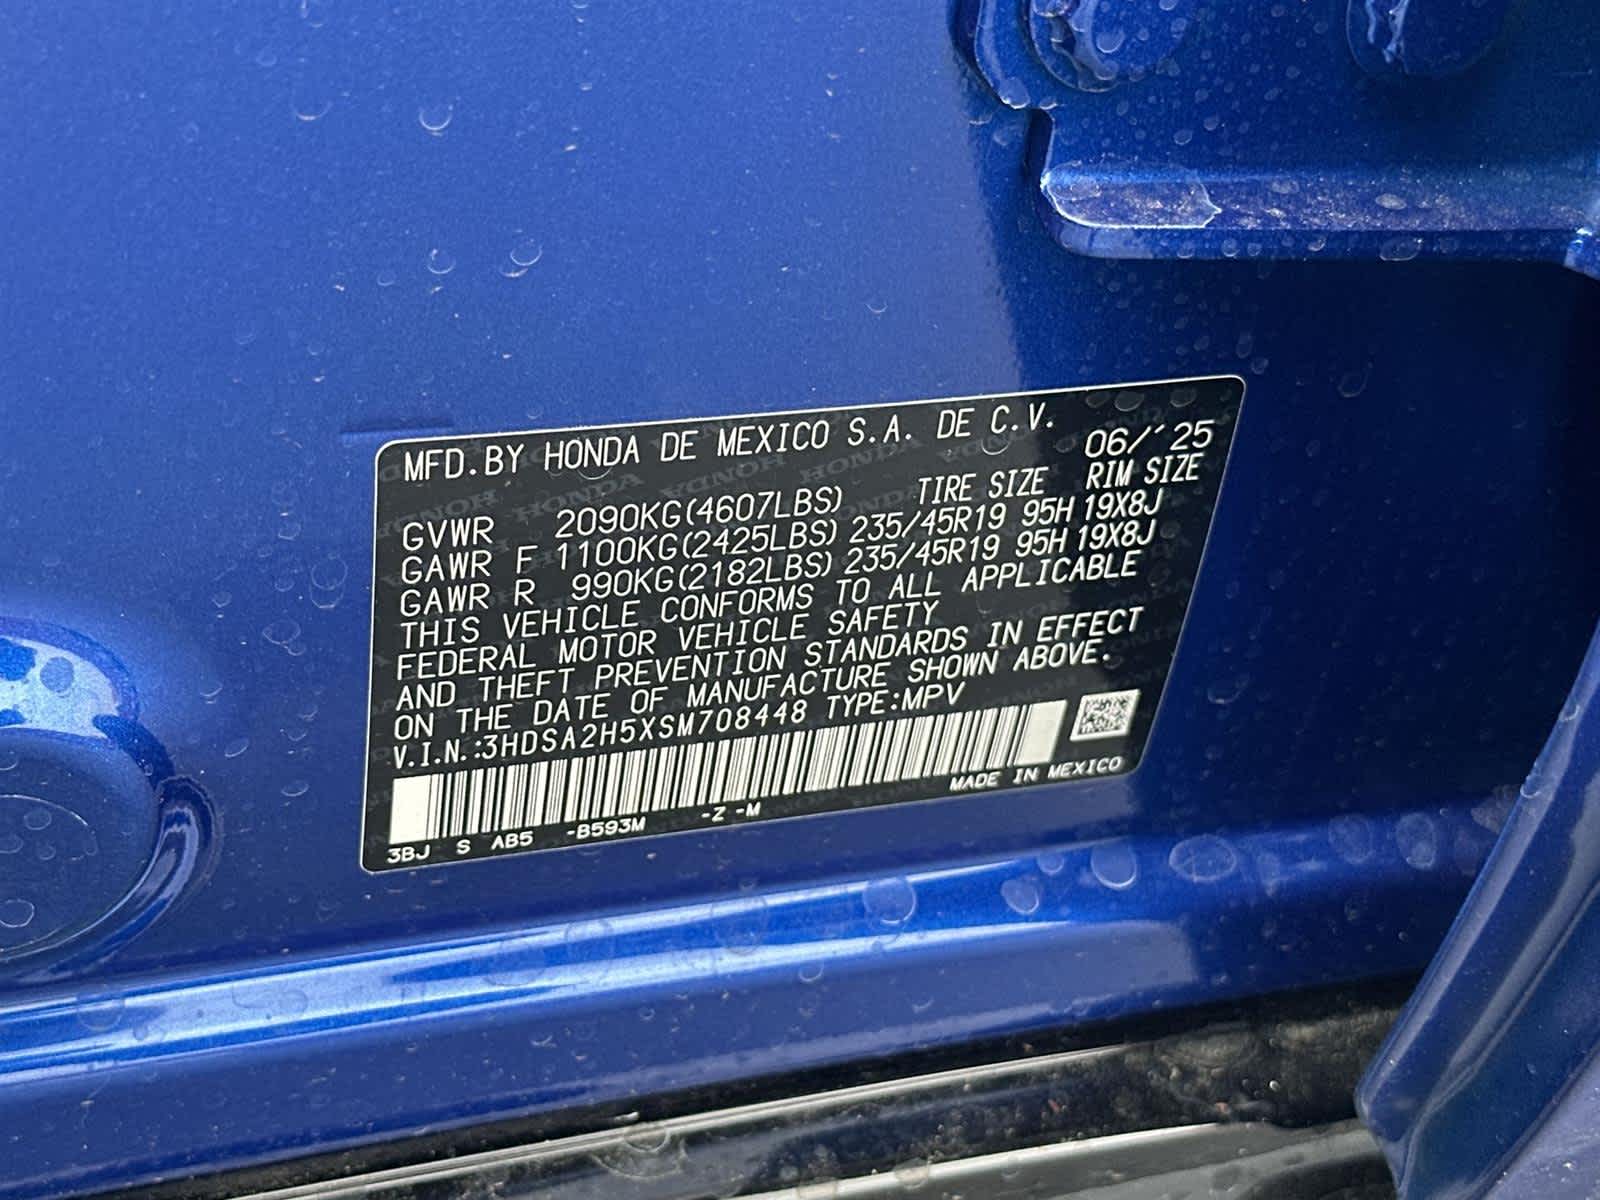 MFD.BY HONDA DE MEXICO S.A. DE C.V.
06/´25
TIRE SIZE RIM SIZE
GVWR 2090KG(4607LBS)
GAWR F 1100KG(2425LBS) 235/45R19 95H 19X8J
GAWR R 990KG(2182LBS) 235/45R19 95H 19X8J
THIS VEHICLE CONFORMS TO ALL APPLICABLE
FEDERAL MOTOR VEHICLE SAFETY
AND THEFT PREVENTION STANDARDS IN EFFECT
ON THE DATE OF MANUFACTURE SHOWN ABOVE.
V.I.N.:3HDSA2H5XSM708448 TYPE:MPV
MADE IN MEXICO
3BJ S AB5 -B593M -Z -M